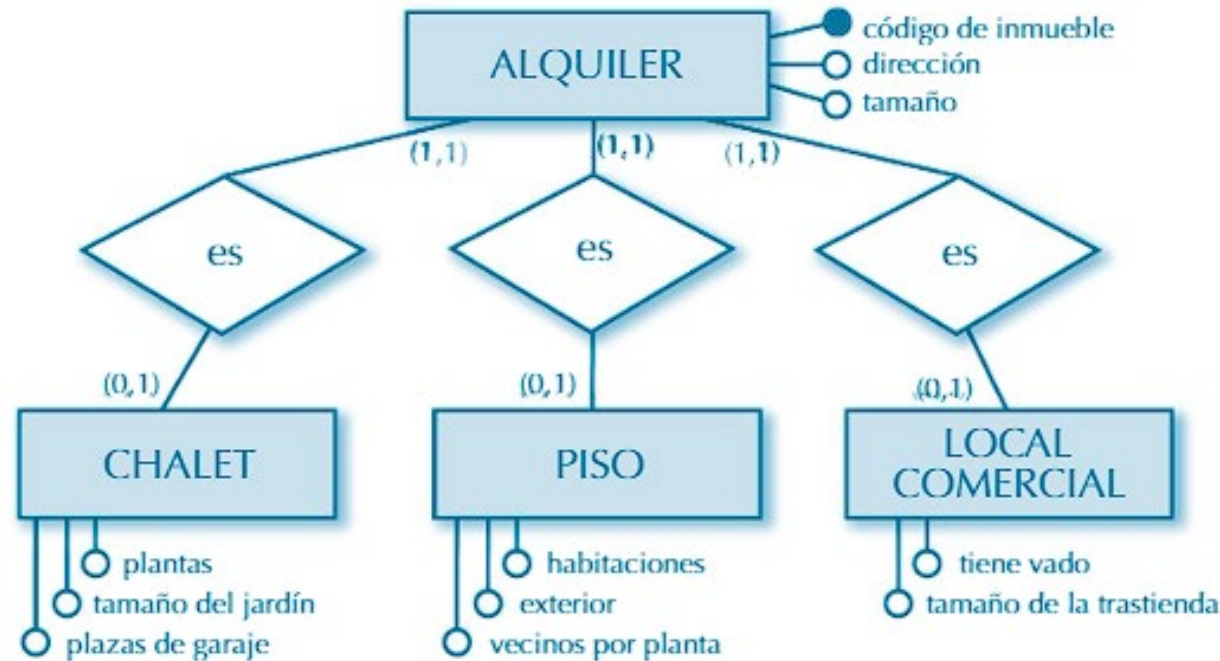 ALQUILER
código de inmueble
dirección
tamaño
(1,1)
(1,1)
(1,1)
es
es
es
(0,1)
(0,1)
(0,1)
CHALET
PISO
LOCAL
COMERCIAL
plantas
tamaño del jardín
plazas de garaje
habitaciones
exterior
vecinos por planta
tiene vado
tamaño de la trastienda